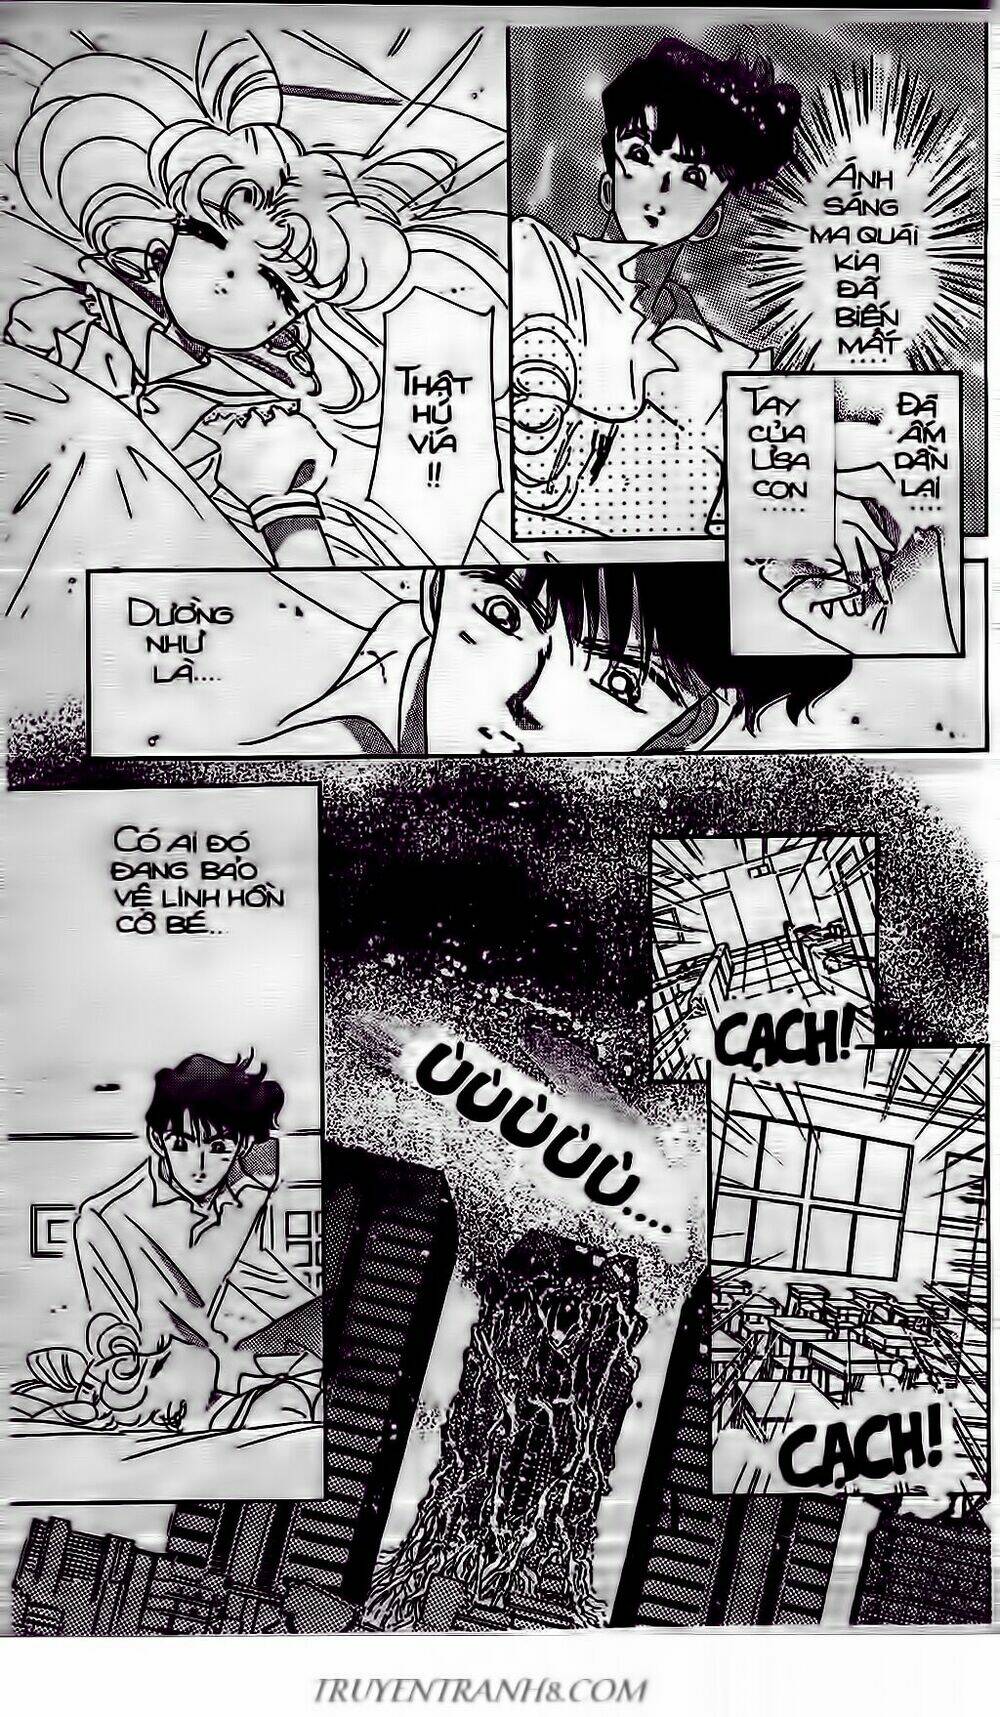 THẬT
HÚ
VÍA
!!
ÁNH
SÁNG
MA QUÁI
KIA
ĐÃ
BIẾN
MẤT
.....
TAY
CỦA
USA
CON
ĐÃ
ẤM
DẦN
LẠI
.....
DƯỜNG
NHƯ
LÀ....
CÓ AI ĐÓ
ĐANG BẢO
VỆ LINH HỒN
CÔ BÉ...
CẠCH!
ÙÙÙÙÙ....
CẠCH!
TRUYENTRANH8.COM